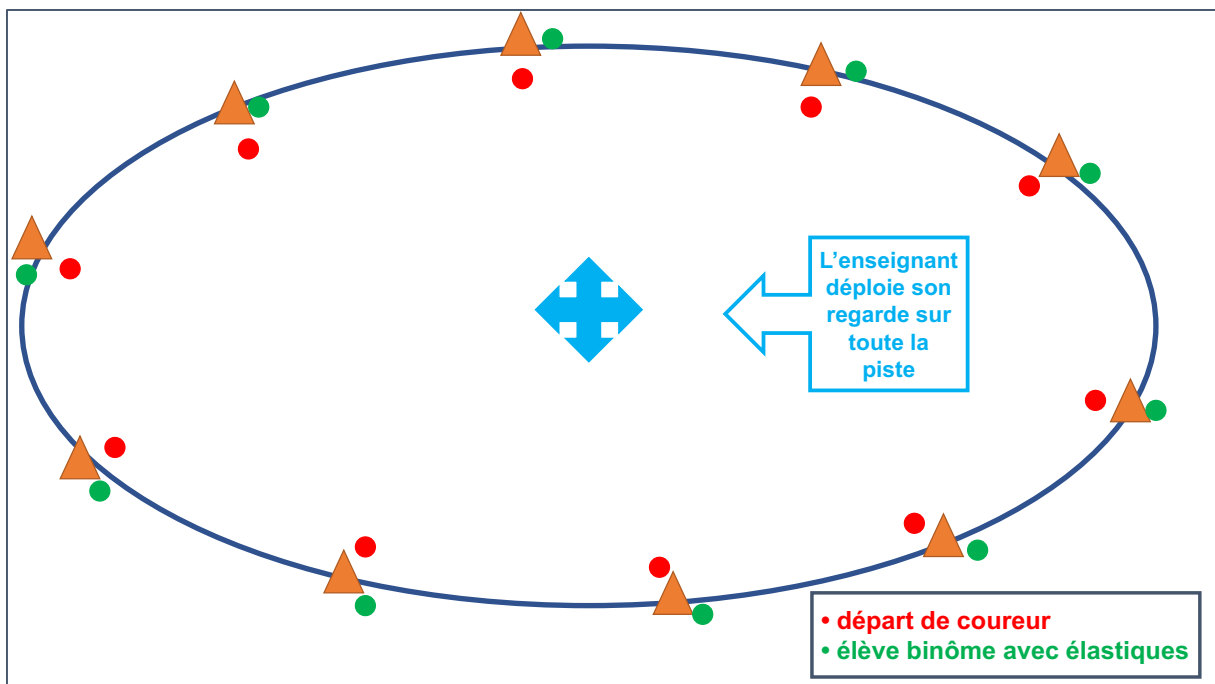 L’enseignant
déploie son
regarde sur
toute la
piste
• départ de coureur
• élève binôme avec élastiques